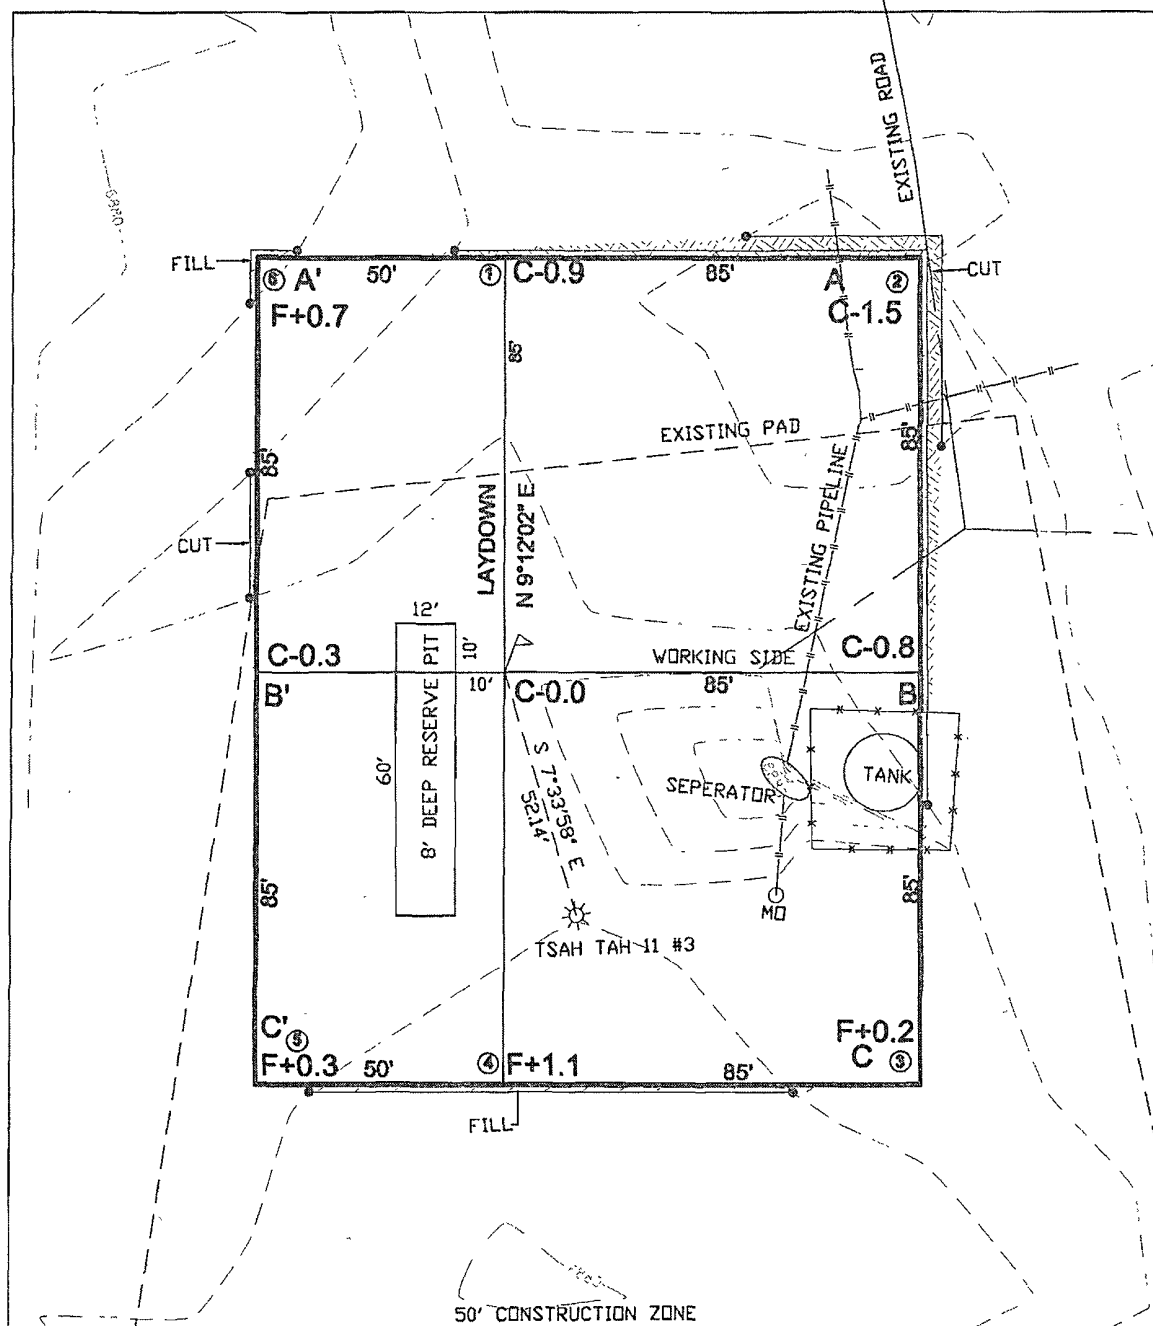 EXISTING ROAD
FILL
⑥ A' 50' ① C-0.9 85' A ②
CUT
F+0.7
C-1.5
85'
EXISTING PAD
85'
85'
EXISTING PIPELINE
LAYDOWN
N 9°12'02" E
CUT
12'
10'
C-0.3
WORKING SIDE
C-0.8
B'
10'
C-0.0
85'
B
8' DEEP RESERVE PIT
60'
S 7°33'58" E
52.14'
SEPERATOR
TANK
85'
85'
MO
TSAH TAH 11 #3
C' ⑤
F+0.2
F+0.3 50' ④ F+1.1 85' C ③
FILL
50' CONSTRUCTION ZONE